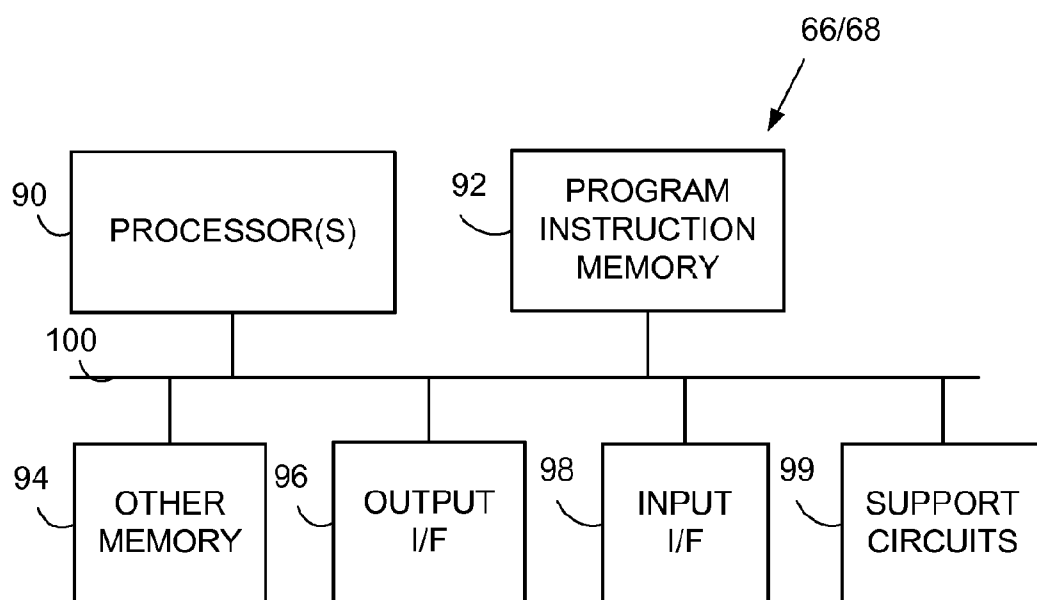 66/68
90
PROCESSOR(S)
92
PROGRAM
INSTRUCTION
MEMORY
100
94
OTHER
MEMORY
96
OUTPUT
I/F
98
INPUT
I/F
99
SUPPORT
CIRCUITS